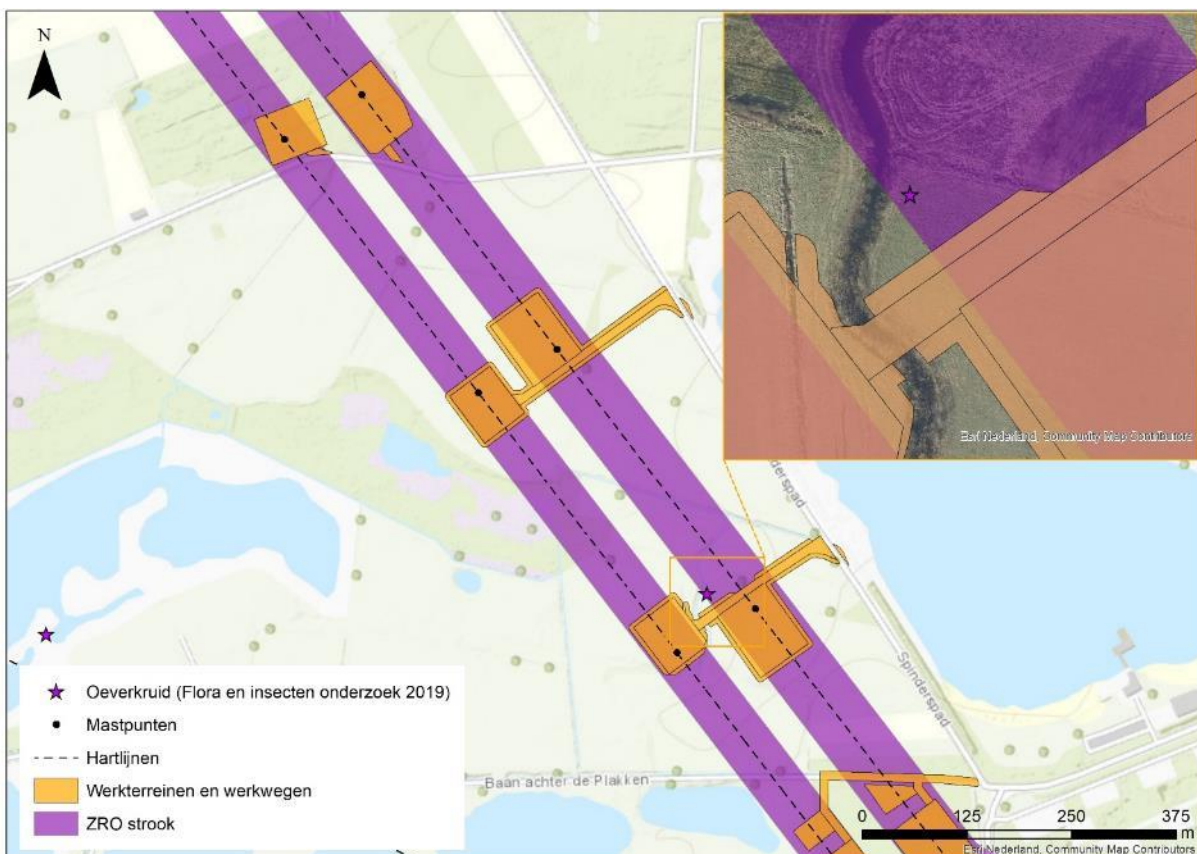 N
Esri Nederland, Community Map Contributors
nderspad
Spinderspad
Oeverkruid (Flora en insecten onderzoek 2019)
Mastpunten
Hartlijnen
Werkterreinen en werkwegen
ZRO strook
Baan achter de Plakken
0 125 250 375
m
Esri Nederland, Community Map Contributors